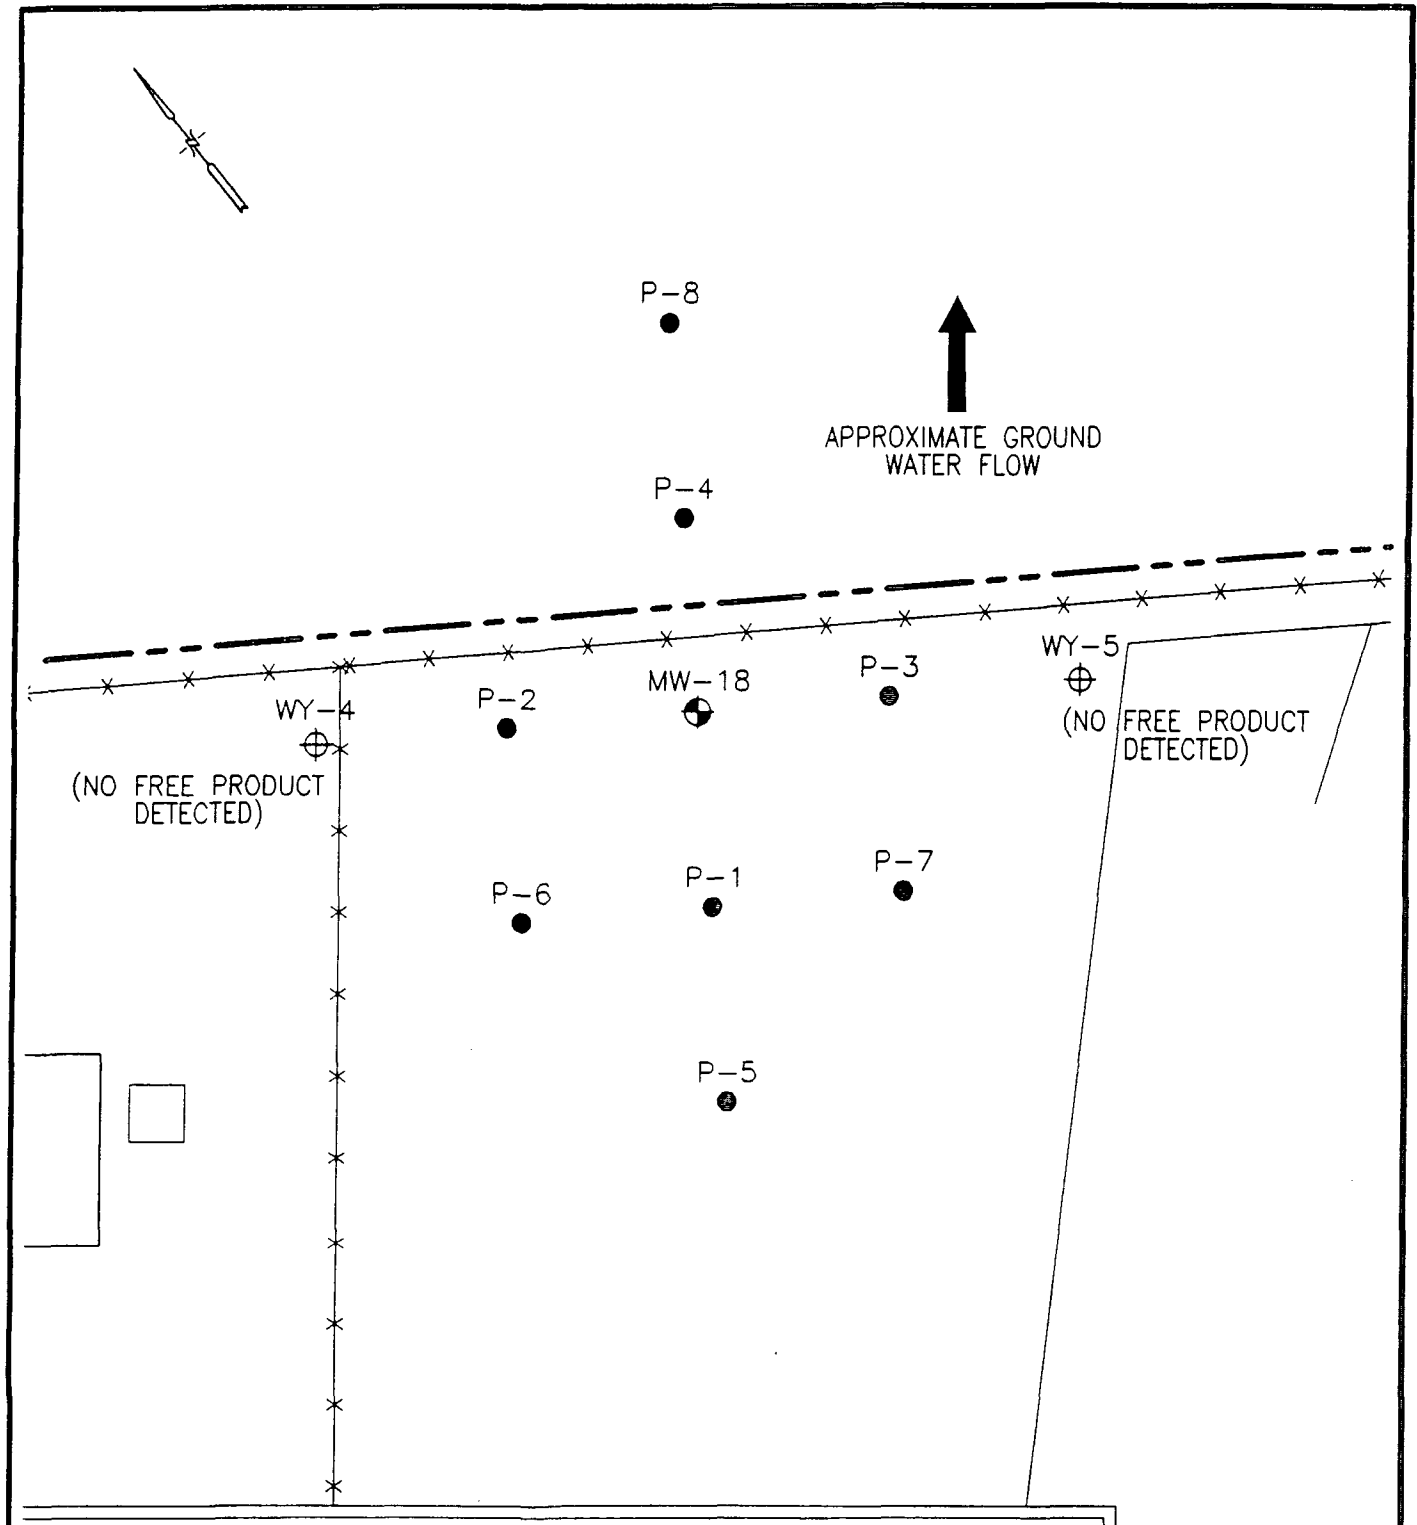 P-8
APPROXIMATE GROUND
WATER FLOW
P-4
WY-5
P-3
MW-18
P-2
WY-4
(NO FREE PRODUCT
DETECTED)
(NO FREE PRODUCT
DETECTED)
P-7
P-1
P-6
P-5